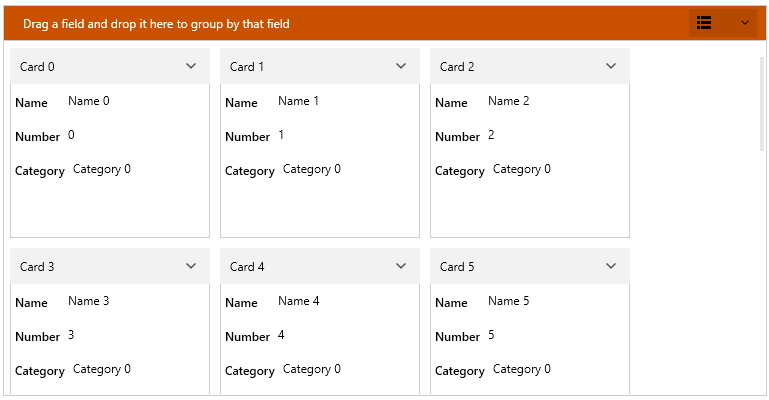 Drag a field and drop it here to group by that field
Card 0
Name Name 0
Number 0
Category Category 0
Card 1
Name Name 1
Number 1
Category Category 0
Card 2
Name Name 2
Number 2
Category Category 0
Card 3
Name Name 3
Number 3
Category Category 0
Card 4
Name Name 4
Number 4
Category Category 0
Card 5
Name Name 5
Number 5
Category Category 0